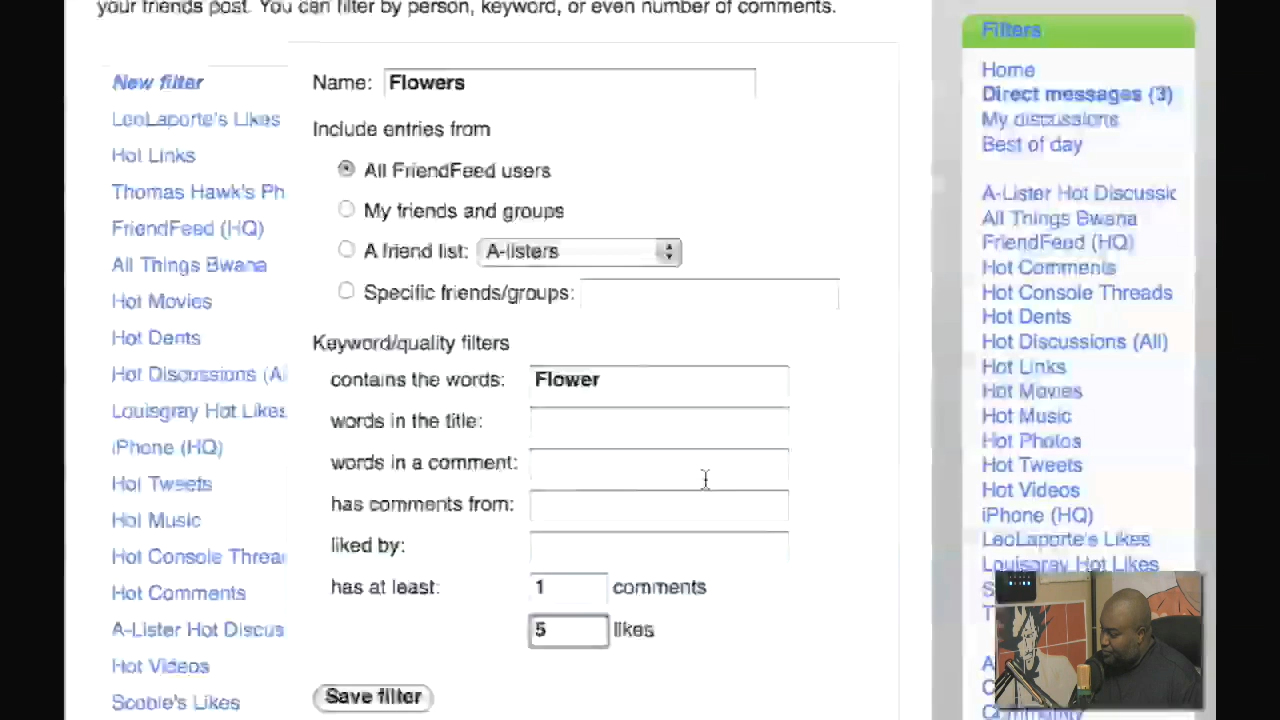 your friends post. You can filter by person, keyword, or even number of comments.
New filter
LeoLaporte's Likes
Hot Links
Thomas Hawk's Ph
FriendFeed (HQ)
All Things Bwana
Hot Movies
Hot Dents
Hot Discussions (Al
Louisgray Hot Likes
iPhone (HQ)
Hot Tweets
Hot Music
Hot Console Threa
Hot Comments
A-Lister Hot Discus
Hot Videos
Scoble's Likes
Name: Flowers
Include entries from
All FriendFeed users
My friends and groups
A friend list: A-listers
Specific friends/groups:
Keyword/quality filters
contains the words: Flower
words in the title:
words in a comment:
has comments from:
liked by:
has at least: 1 comments
5 likes
Save filter
Filters
Home
Direct messages (3)
My discussions
Best of day
A-Lister Hot Discussic
All Things Bwana
FriendFeed (HQ)
Hot Comments
Hot Console Threads
Hot Dents
Hot Discussions (All)
Hot Links
Hot Movies
Hot Music
Hot Photos
Hot Tweets
Hot Videos
iPhone (HQ)
LeoLaporte's Likes
Louisgray Hot Likes